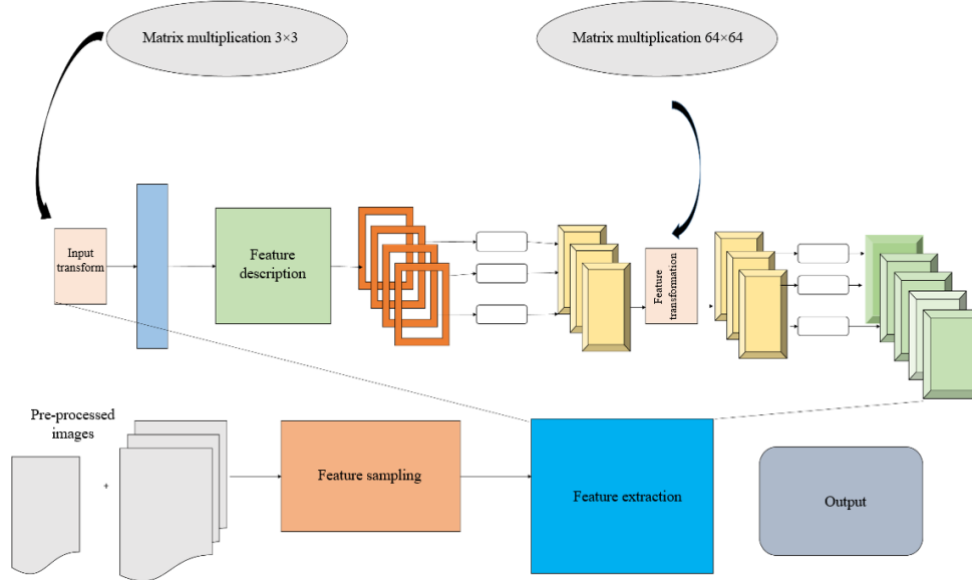 Matrix multiplication 3×3
Matrix multiplication 64×64
Input
transform
Feature
description
Feature
transformation
Pre-processed
images
+
Feature sampling
Feature extraction
Output